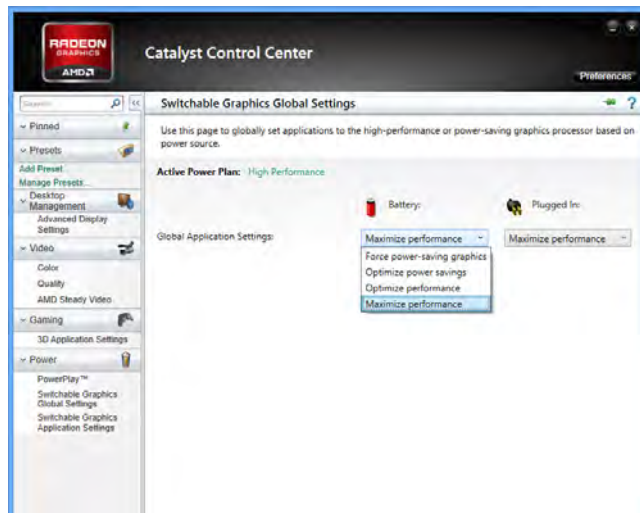 RADEON
GRAPHICS
AMD
Catalyst Control Center
Preferences
Search
Switchable Graphics Global Settings
?
Pinned
Use this page to globally set applications to the high-performance or power-saving graphics processor based on
power source.
Presets
Add Preset
Manage Presets...
Active Power Plan: High Performance
Desktop
Management
Advanced Display
Settings
Battery:
Plugged In:
Global Application Settings:
Maximize performance
Maximize performance
Force power-saving graphics
Optimize power savings
Optimize performance
Maximize performance
Video
Color
Quality
AMD Steady Video
Gaming
3D Application Settings
Power
PowerPlay™
Switchable Graphics
Global Settings
Switchable Graphics
Application Settings